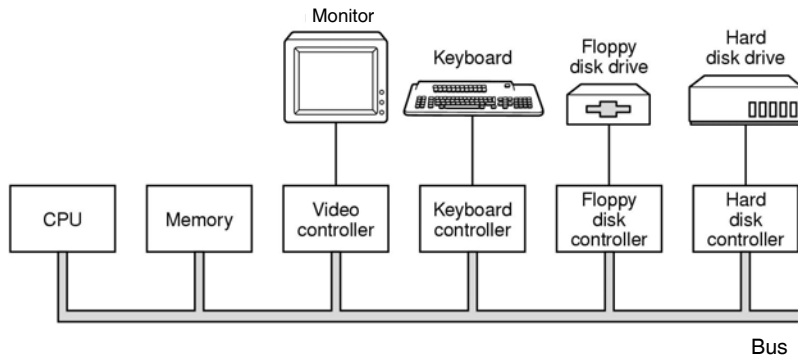 Monitor
Keyboard
Floppy
disk drive
Hard
disk drive
CPU
Memory
Video
controller
Keyboard
controller
Floppy
disk
controller
Hard
disk
controller
Bus